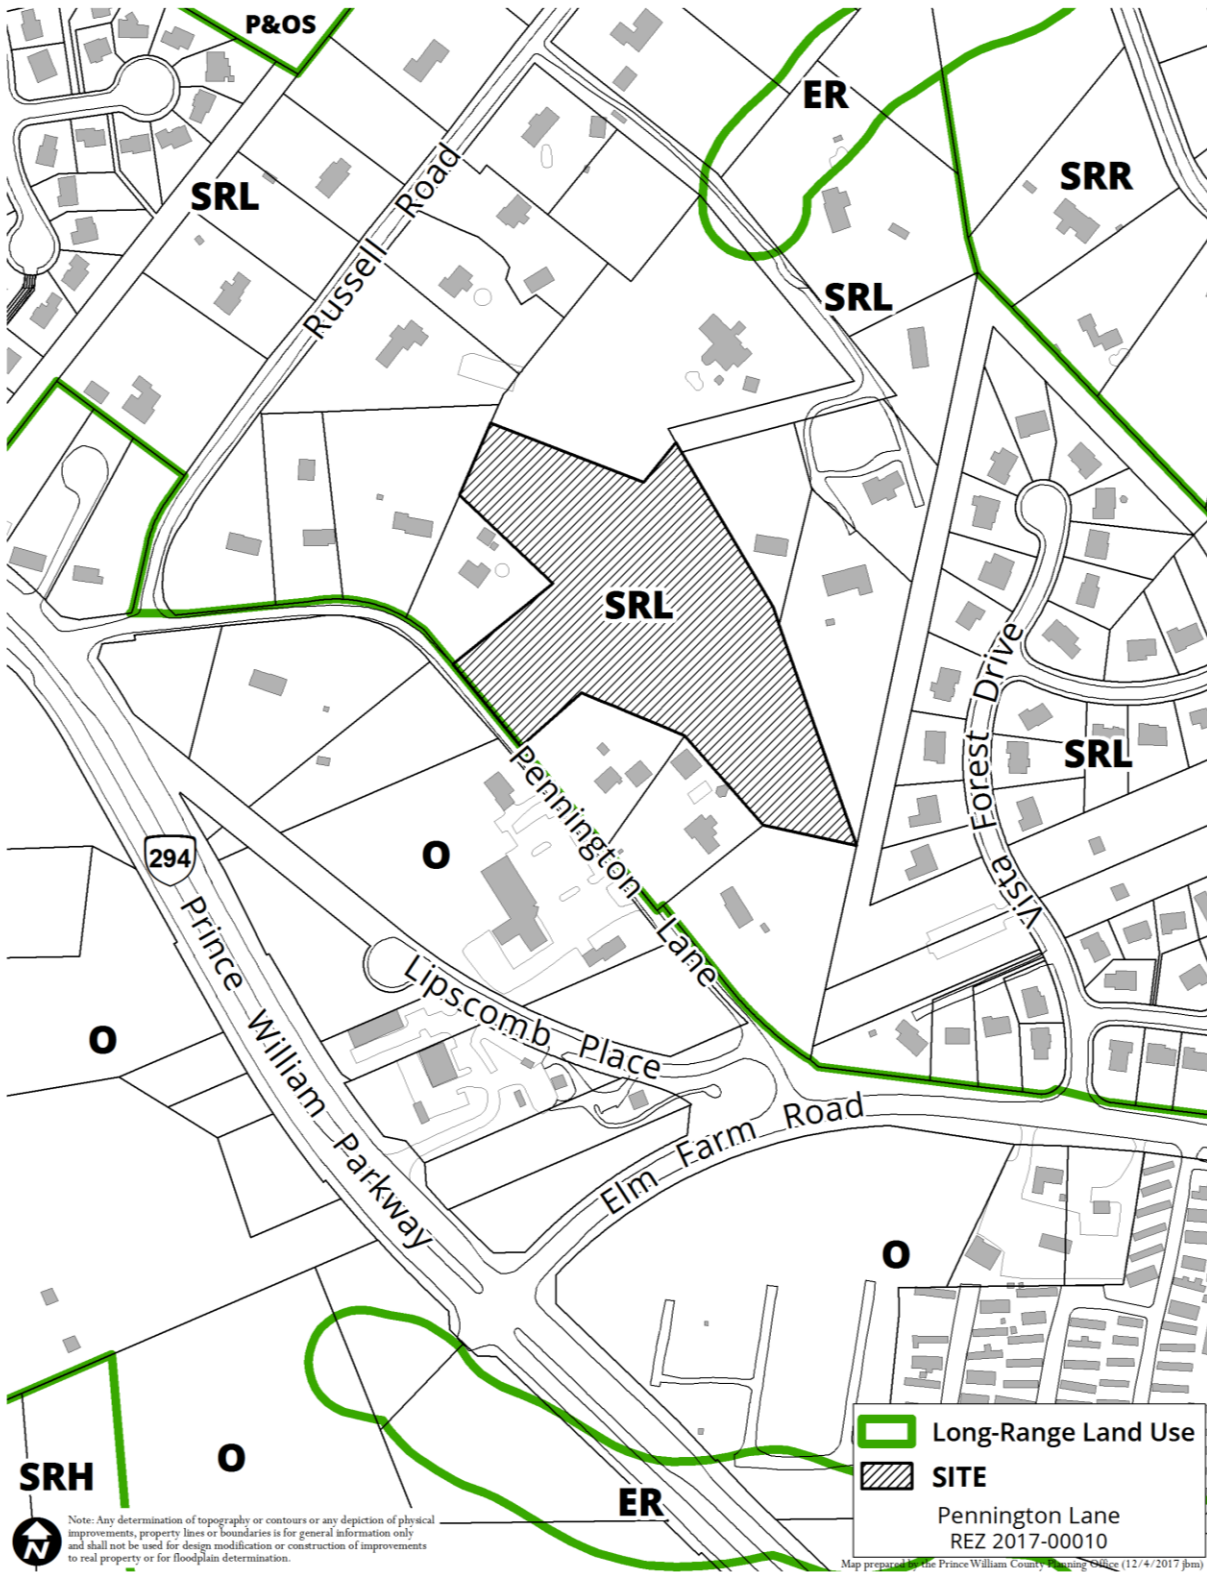 P&OS
ER
SRR
SRL
Russell Road
SRL
SRL
Forest Drive
Vista
SRL
Pennington Lane
O
294
Prince William Parkway
Lipscomb Place
O
Elm Farm Road
O
O
SRH
ER
Long-Range Land Use
SITE
Pennington Lane
REZ 2017-00010
N
Note: Any determination of topography or contours or any depiction of physical
improvements, property lines or boundaries is for general information only
and shall not be used for design modification or construction of improvements
to real property or for floodplain determination.
Map prepared by the Prince William County Planning Office (12/4/2017 jbm)